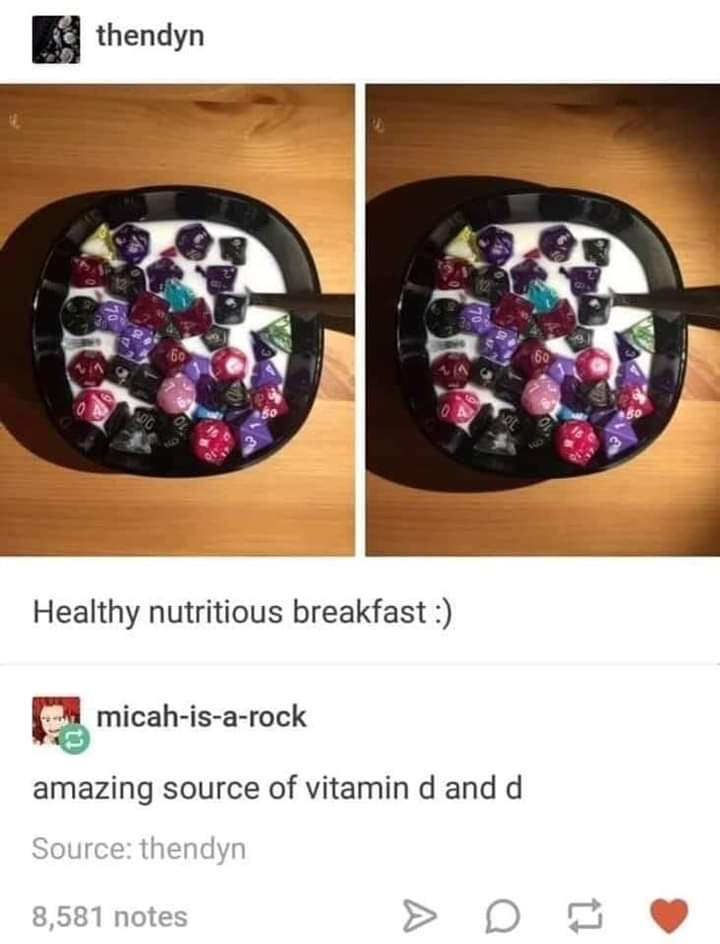 thendyn
Healthy nutritious breakfast :)
micah-is-a-rock
amazing source of vitamin d and d
Source: thendyn
8,581 notes